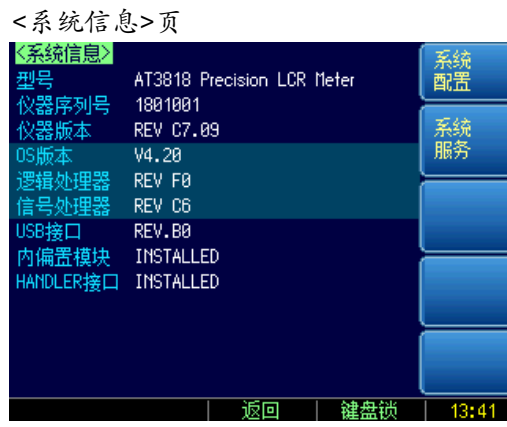 <系统信息>页
<系统信息>
型号 AT3818 Precision LCR Meter
仪器序列号 1801001
仪器版本 REV C7.09
OS版本 V4.20
逻辑处理器 REV F0
信号处理器 REV C6
USB接口 REV.B0
内偏置模块 INSTALLED
HANDLER接口 INSTALLED
系统
配置
系统
服务
返回 键盘锁 13:41